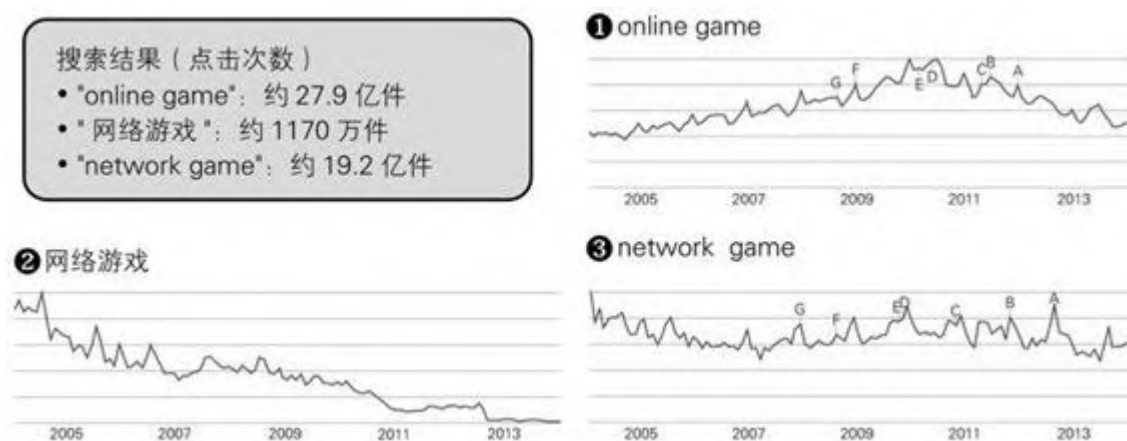 搜索结果（点击次数）
• "online game"：约 27.9 亿件
• "网络游戏"：约 1170 万件
• "network game"：约 19.2 亿件
❶ online game
G F E D C B A
2005 2007 2009 2011 2013
❷ 网络游戏
2005 2007 2009 2011 2013
❸ network game
G F E D C B A
2005 2007 2009 2011 2013